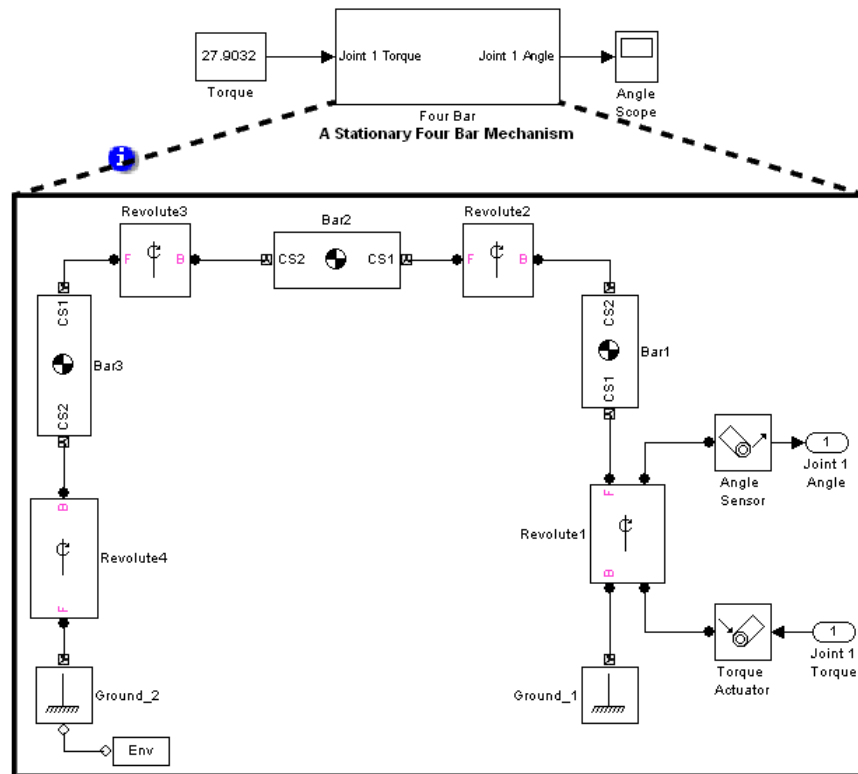 27.9032
Torque
Joint 1 Torque
Joint 1 Angle
Angle
Scope
Four Bar
A Stationary Four Bar Mechanism
i
Revolute3
F
B
Bar2
CS2
CS1
Revolute2
F
B
CS1
CS2
Bar3
CS2
CS1
Bar1
B
F
Revolute4
F
B
Revolute1
Angle
Sensor
1
Joint 1
Angle
Torque
Actuator
1
Joint 1
Torque
Ground_2
Ground_1
Env